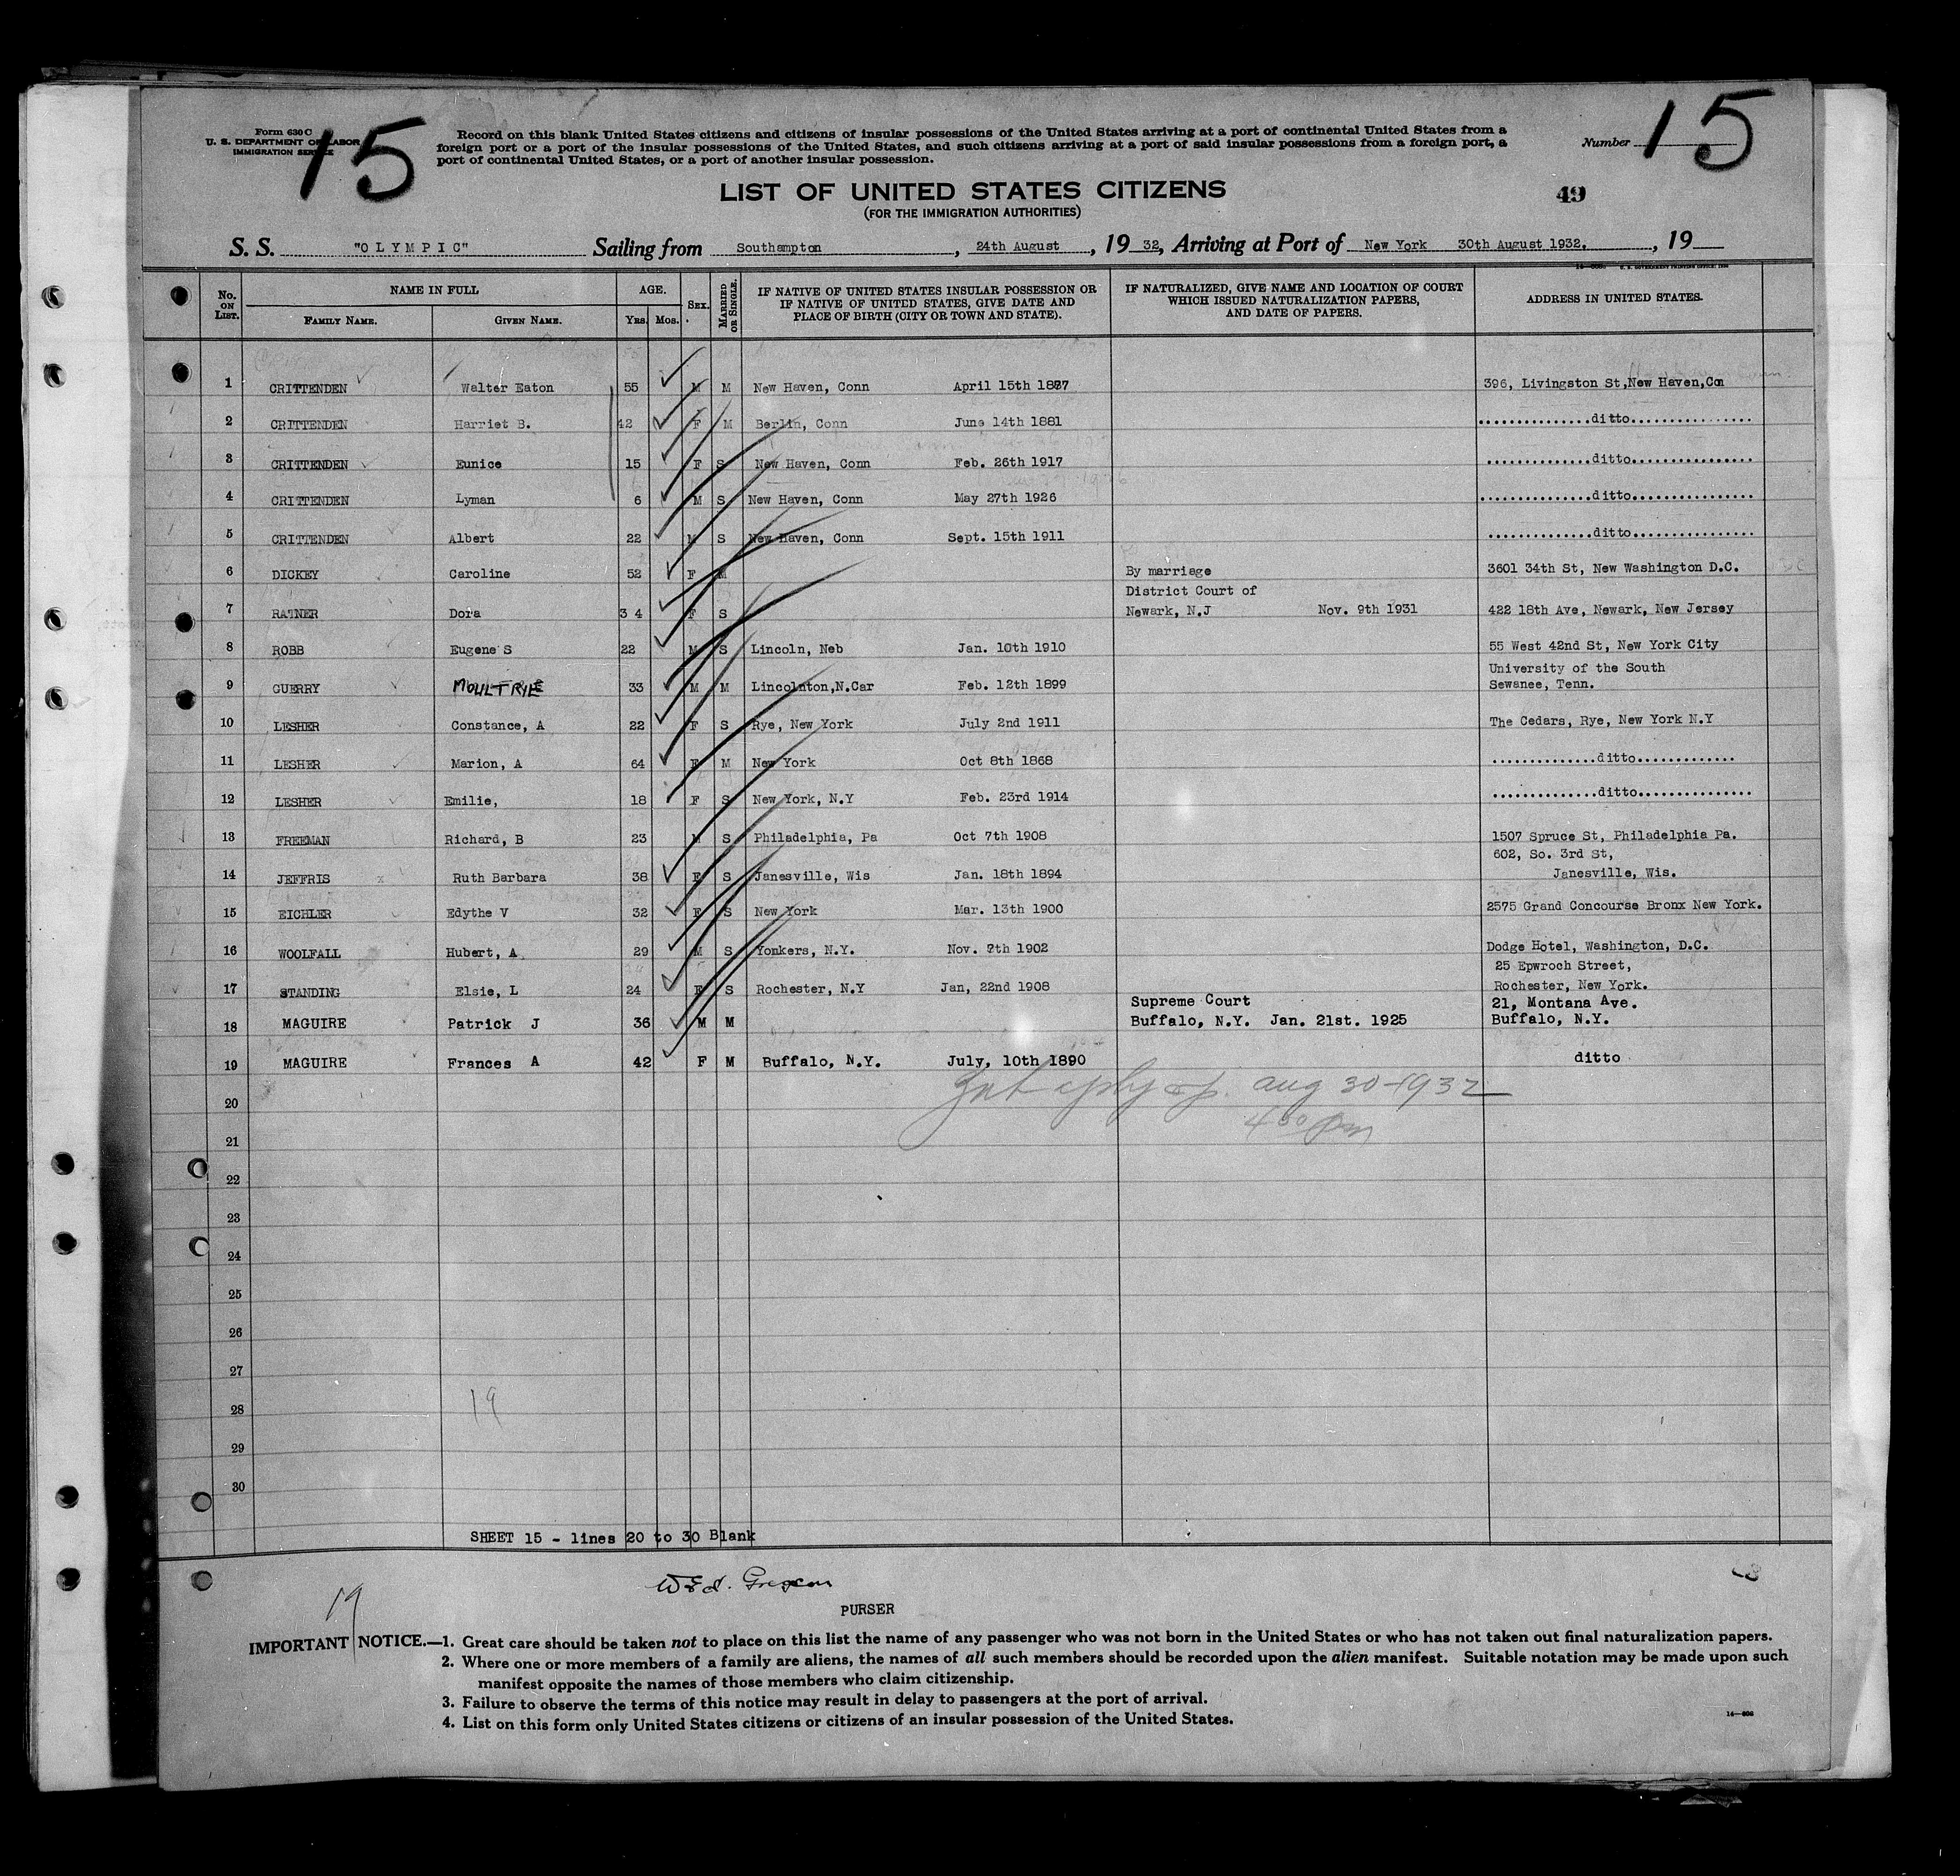 15
15
Form 630 C
U. S. DEPARTMENT OF LABOR
IMMIGRATION SERVICE
Record on this blank United States citizens and citizens of insular possessions of the United States arriving at a port of continental United States from a
foreign port or a port of the insular possessions of the United States, and such citizens arriving at a port of said insular possessions from a foreign port, a
port of continental United States, or a port of another insular possession.
Number
LIST OF UNITED STATES CITIZENS
49
(FOR THE IMMIGRATION AUTHORITIES)
S. S. "OLYMPIC" Sailing from Southampton, 24th August, 19 32, Arriving at Port of New York 30th August 1932., 19
No. ON LIST.
NAME IN FULL
FAMILY NAME.
GIVEN NAME.
AGE.
YRS. MOS.
SEX.
MARRIED OR SINGLE.
IF NATIVE OF UNITED STATES INSULAR POSSESSION OR
IF NATIVE OF UNITED STATES, GIVE DATE AND
PLACE OF BIRTH (CITY OR TOWN AND STATE).
IF NATURALIZED, GIVE NAME AND LOCATION OF COURT
WHICH ISSUED NATURALIZATION PAPERS,
AND DATE OF PAPERS.
ADDRESS IN UNITED STATES.
1 CRITTENDEN Walter Eaton 55 M M New Haven, Conn April 15th 1877 396, Livingston St,New Haven,Con
2 CRITTENDEN Harriet B. 42 F M Berlin, Conn June 14th 1881 ...............ditto................
3 CRITTENDEN Eunice 15 F S New Haven, Conn Feb. 26th 1917 ...............ditto................
4 CRITTENDEN Lyman 6 M S New Haven, Conn May 27th 1926 ...............ditto................
5 CRITTENDEN Albert 22 M S New Haven, Conn Sept. 15th 1911 ...............ditto................
6 DICKEY Caroline 52 F M By marriage 3601 34th St, New Washington D.C.
District Court of
7 RATNER Dora 3 4 F S Newark, N.J Nov. 9th 1931 422 18th Ave, Newark, New Jersey
8 ROBB Eugene S 22 M S Lincoln, Neb Jan. 10th 1910 55 West 42nd St, New York City
University of the South
9 GUERRY MOULTRIE 33 M M Lincolnton,N.Car Feb. 12th 1899 Sewanee, Tenn.
10 LESHER Constance, A 22 F S Rye, New York July 2nd 1911 The Cedars, Rye, New York N.Y
11 LESHER Marion, A 64 F M New York Oct 8th 1868 ...............ditto..............
12 LESHER Emilie, 18 F S New York, N.Y Feb. 23rd 1914 ...............ditto................
13 FREEMAN Richard, B 23 M S Philadelphia, Pa Oct 7th 1908 1507 Spruce St, Philadelphia Pa.
602, So. 3rd St,
14 JEFFRIS x Ruth Barbara 38 F S Janesville, Wis Jan. 18th 1894 Janesville, Wis.
15 EICHLER Edythe V 32 F S New York Mar. 13th 1900 2575 Grand Concourse Bronx New York.
16 WOOLFALL Hubert, A 29 M S Yonkers, N.Y. Nov. 7th 1902 Dodge Hotel, Washington, D.C.
25 Epwroch Street,
17 STANDING Elsie, L 24 F S Rochester, N.Y Jan, 22nd 1908 Rochester, New York.
Supreme Court 21, Montana Ave.
18 MAGUIRE Patrick J 36 M M Buffalo, N.Y. Jan. 21st. 1925 Buffalo, N.Y.
19 MAGUIRE Frances A 42 F M Buffalo, N.Y. July, 10th 1890 ditto
aug 30-1932
20
4 30 pm
21
22
23
24
25
26
27
28 19
29
30
SHEET 15 - lines 20 to 30 Blank
PURSER
19
IMPORTANT NOTICE.—1. Great care should be taken not to place on this list the name of any passenger who was not born in the United States or who has not taken out final naturalization papers.
2. Where one or more members of a family are aliens, the names of all such members should be recorded upon the alien manifest. Suitable notation may be made upon such
manifest opposite the names of those members who claim citizenship.
3. Failure to observe the terms of this notice may result in delay to passengers at the port of arrival.
4. List on this form only United States citizens or citizens of an insular possession of the United States.